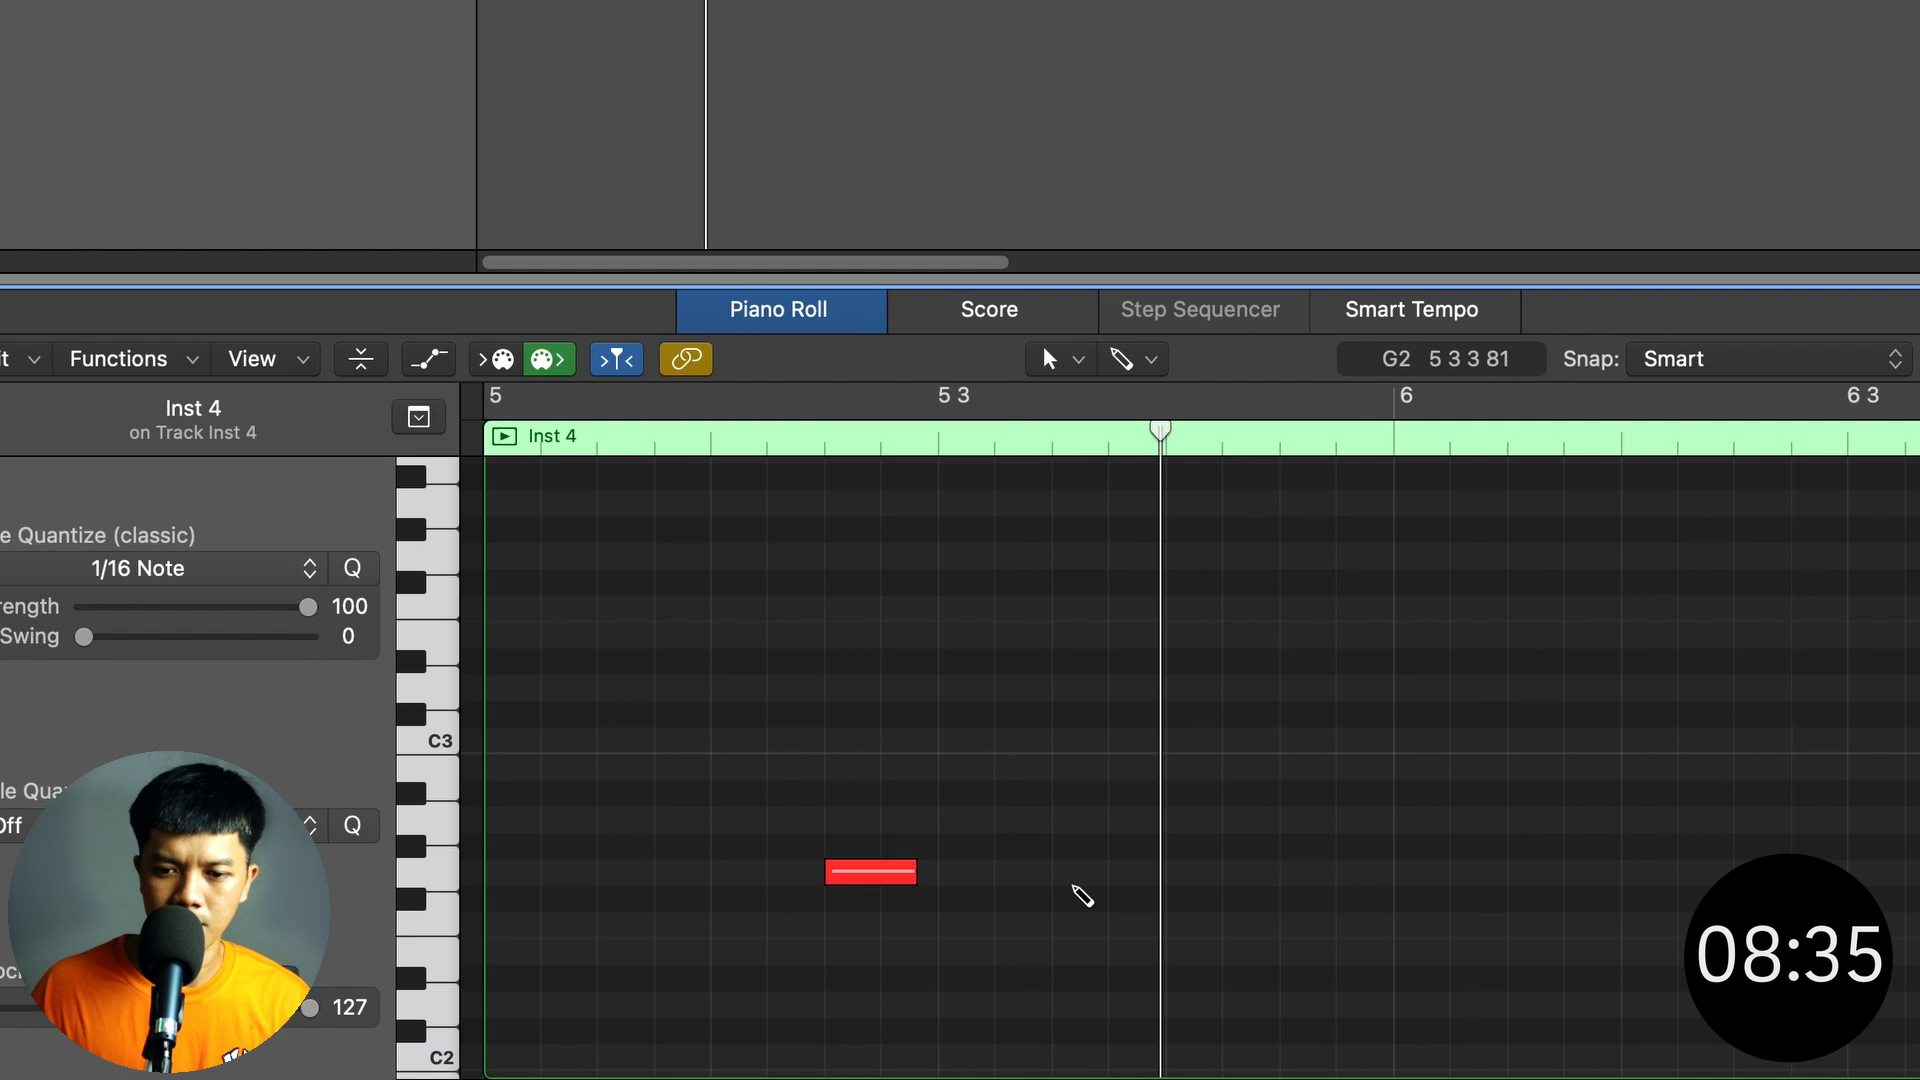 Piano Roll
Score
Step Sequencer
Smart Tempo
Functions
View
G2 5 3 3 81
Snap:
Smart
Inst 4
on Track Inst 4
5
5 3
6
6 3
Inst 4
e Quantize (classic)
1/16 Note
Q
rength
100
Swing
0
C3
le Qua
Off
Q
127
C2
08:35